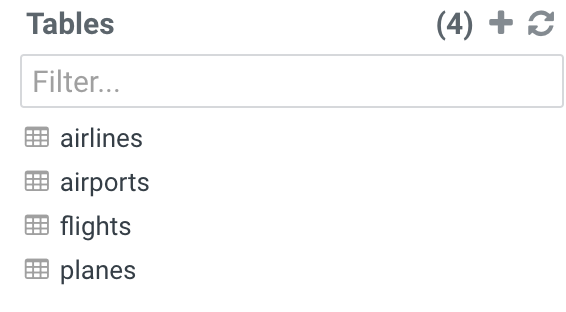 Tables (4)
Filter...
airlines
airports
flights
planes